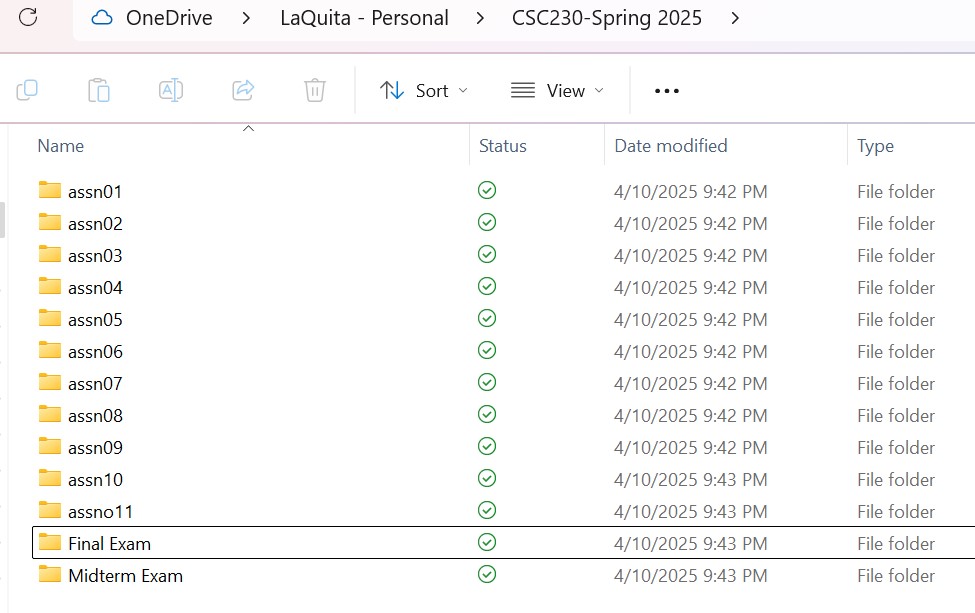 OneDrive > LaQuita - Personal > CSC230-Spring 2025 >
A Sort View ...
Name Status Date modified Type
assn01 4/10/2025 9:42 PM File folder
assn02 4/10/2025 9:42 PM File folder
assn03 4/10/2025 9:42 PM File folder
assn04 4/10/2025 9:42 PM File folder
assn05 4/10/2025 9:42 PM File folder
assn06 4/10/2025 9:42 PM File folder
assn07 4/10/2025 9:42 PM File folder
assn08 4/10/2025 9:42 PM File folder
assn09 4/10/2025 9:42 PM File folder
assn10 4/10/2025 9:43 PM File folder
assno11 4/10/2025 9:43 PM File folder
Final Exam 4/10/2025 9:43 PM File folder
Midterm Exam 4/10/2025 9:43 PM File folder